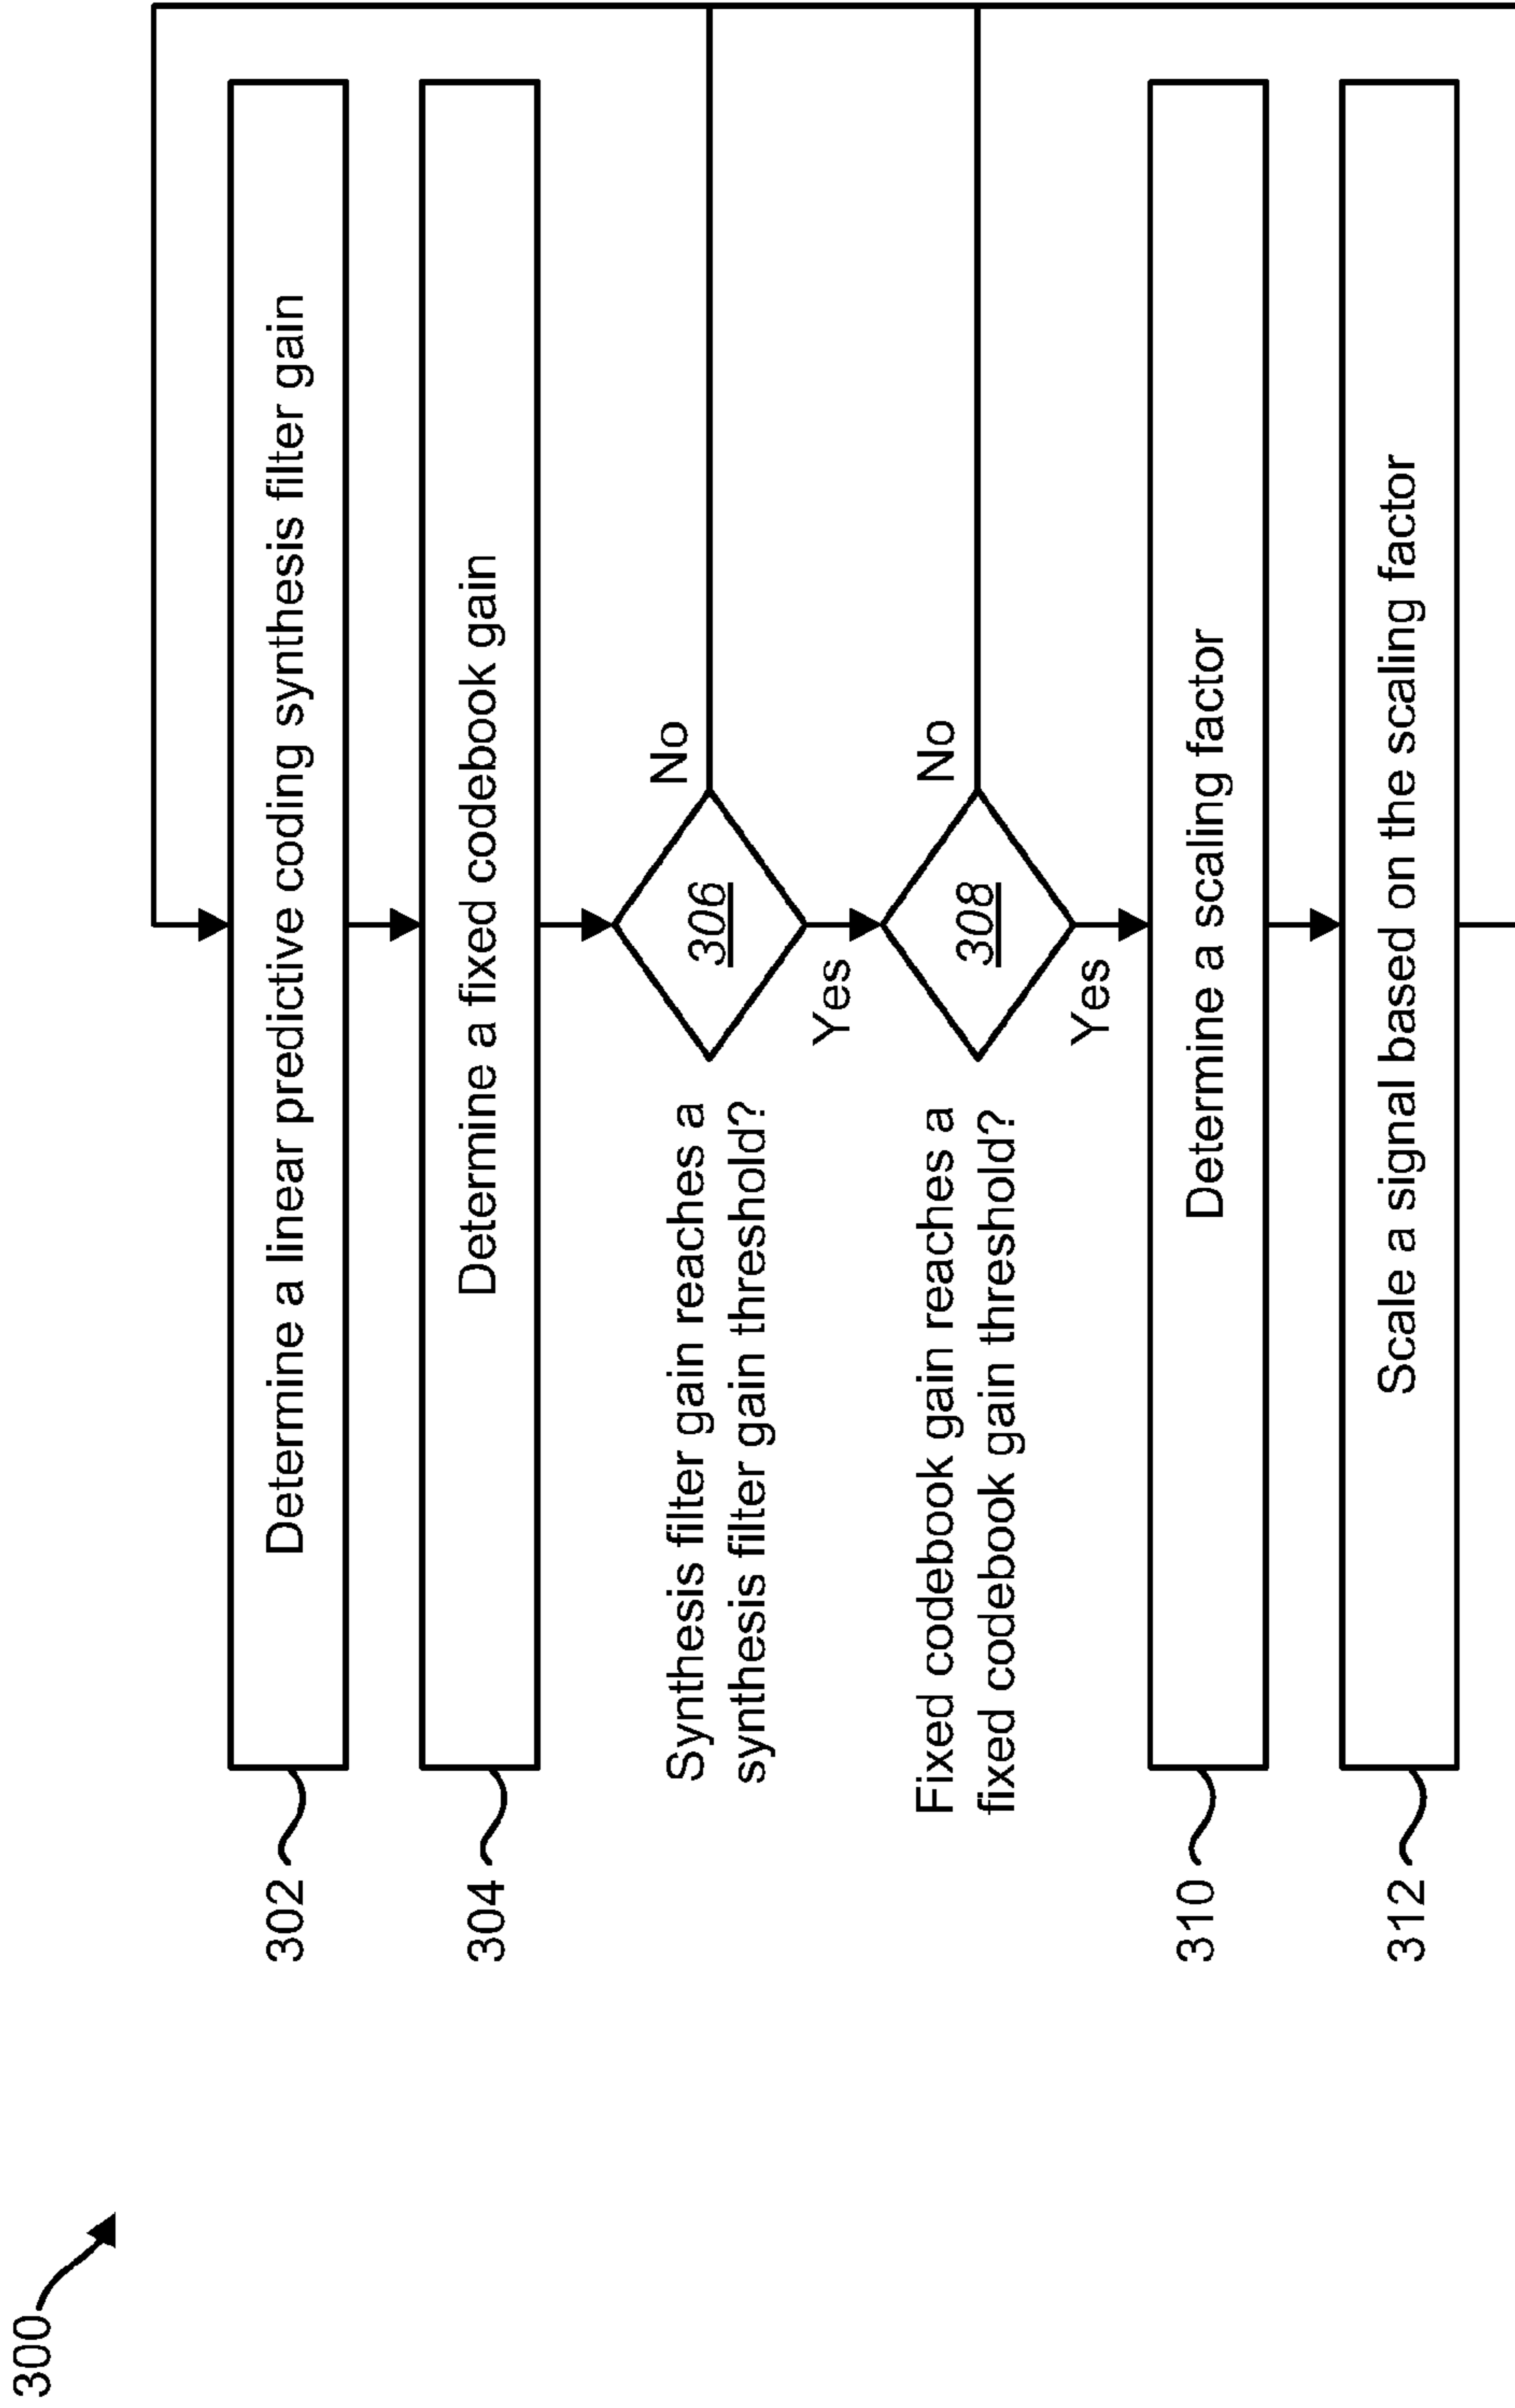 300
302
Determine a linear predictive coding synthesis filter gain
304
Determine a fixed codebook gain
Synthesis filter gain reaches a
synthesis filter gain threshold?
306
No
Yes
Fixed codebook gain reaches a
fixed codebook gain threshold?
308
No
Yes
310
Determine a scaling factor
312
Scale a signal based on the scaling factor